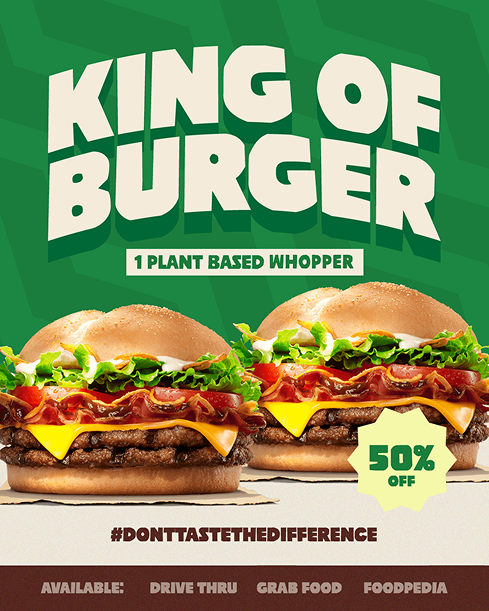 KING OF
BURGER
1 PLANT BASED WHOPPER
50%
OFF
#DONTTASTETHEDIFFERENCE
AVAILABLE: DRIVE THRU GRAB FOOD FOODPEDIA